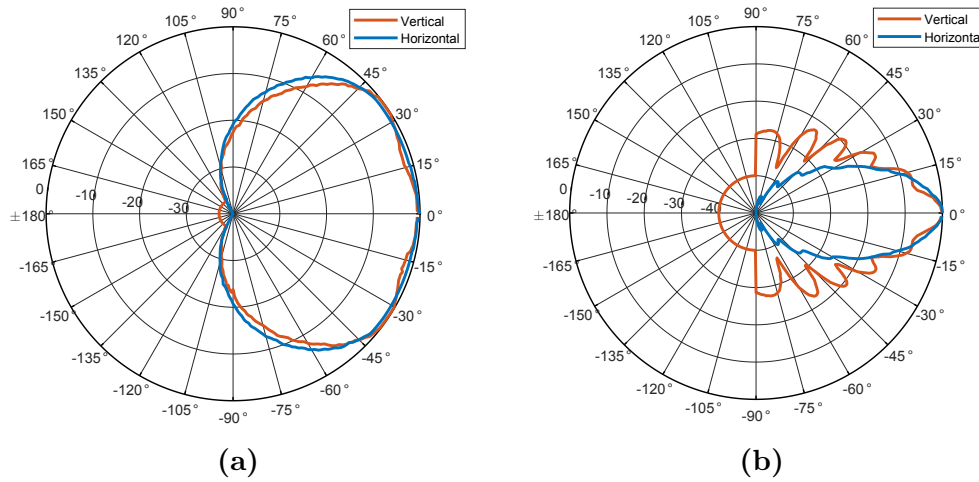 90° 90°
120° 75° Vertical 120° 75° Vertical
60° Horizontal 60° Horizontal
135° 45° 135° 45°
150° 30° 150° 30°
165° 15° 165° 15°
0 -10 -20 -30 0 -10 -20 -30 -40
±180° 0° ±180° 0°
-165° -15° -165° -15°
-150° -30° -150° -30°
-135° -45° -135° -45°
-120° -60° -120° -60°
-105° -75° -105° -75°
-90° -90°
(a) (b)